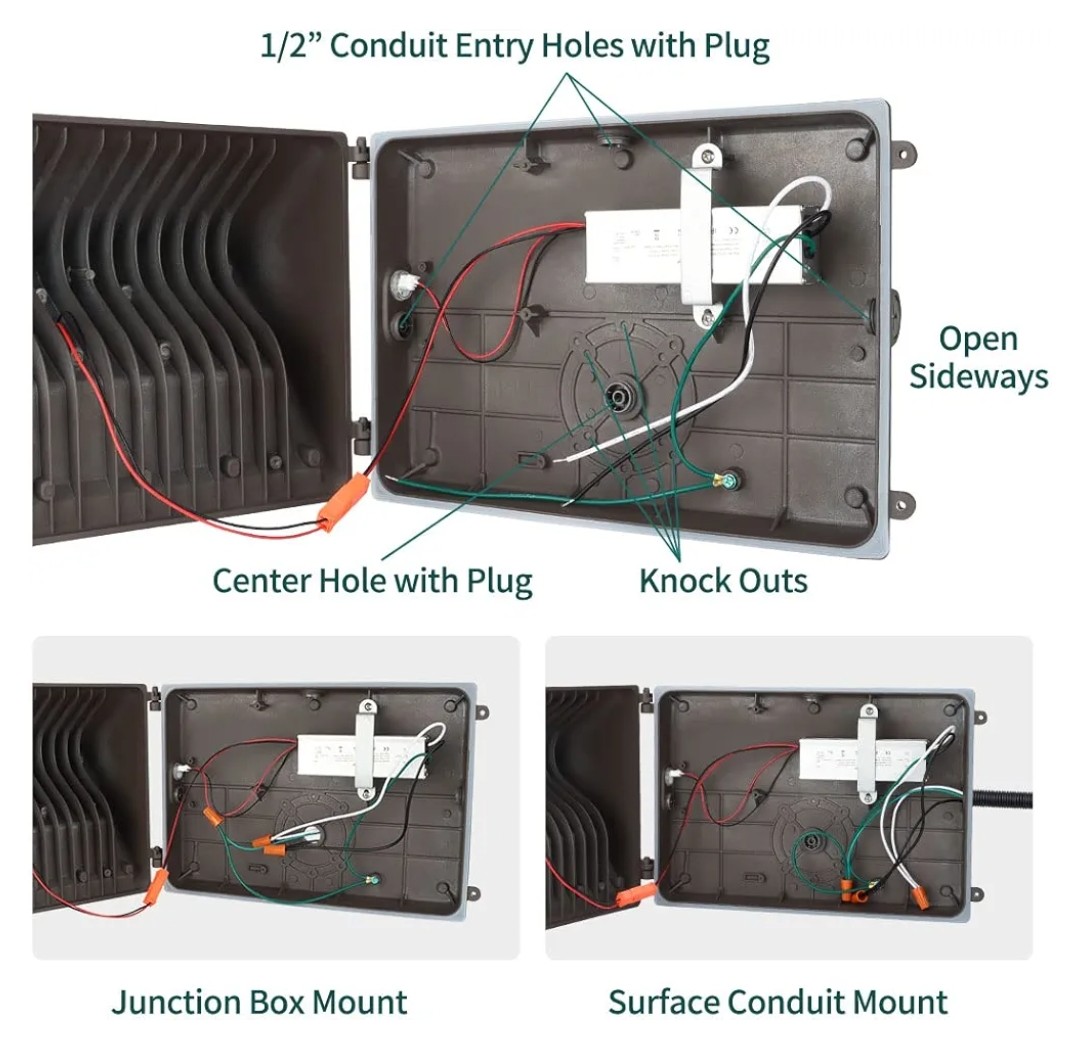 1/2” Conduit Entry Holes with Plug
Open
Sideways
Center Hole with Plug
Knock Outs
Junction Box Mount
Surface Conduit Mount